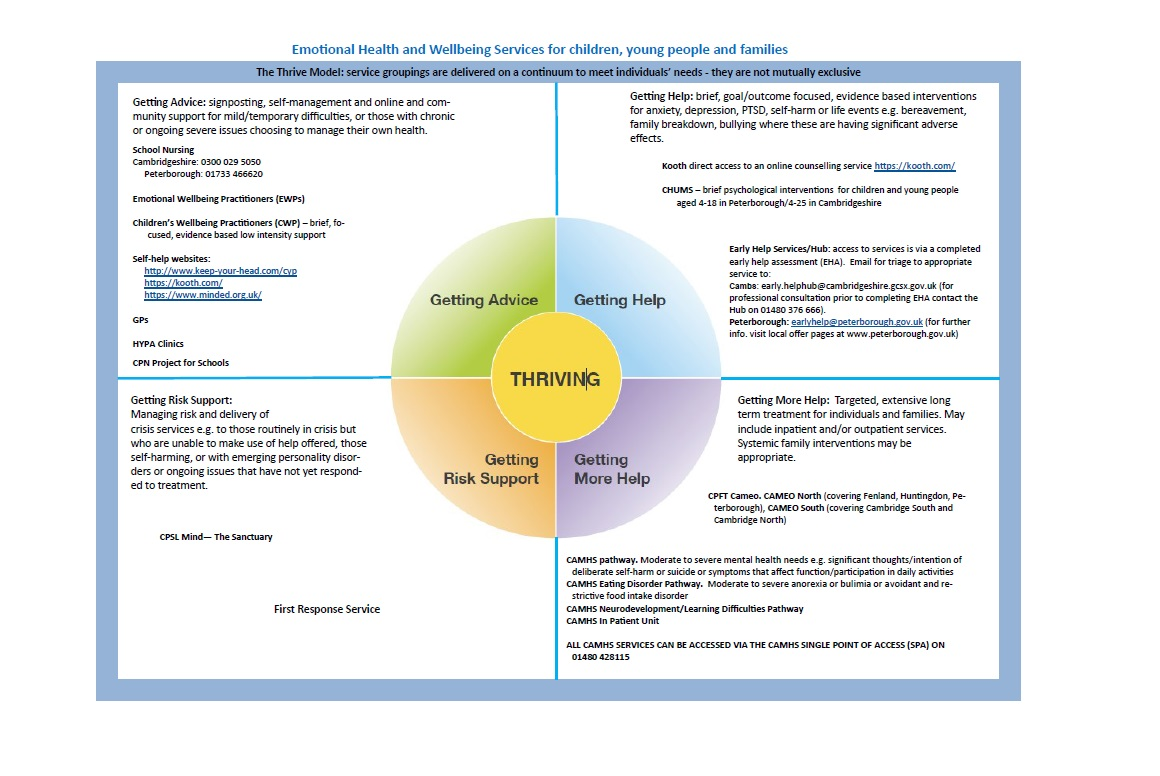 Emotional Health and Wellbeing Services for children, young people and families
The Thrive Model: service groupings are delivered on a continuum to meet individuals' needs - they are not mutually exclusive
Getting Advice: signposting, self-management and online and com-
munity support for mild/temporary difficulties, or those with chronic
or ongoing severe issues choosing to manage their own health.
School Nursing
Cambridgeshire: 0300 029 5050
Peterborough: 01733 466620
Emotional Wellbeing Practitioners (EWPs)
Children's Wellbeing Practitioners (CWP) – brief, fo-
cused, evidence based low intensity support
Self-help websites:
http://www.keep-your-head.com/cyp
https://kooth.com/
https://www.minded.org.uk/
GPs
HYPA Clinics
CPN Project for Schools
Getting Help: brief, goal/outcome focused, evidence based interventions
for anxiety, depression, PTSD, self-harm or life events e.g. bereavement,
family breakdown, bullying where these are having significant adverse
effects.
Kooth direct access to an online counselling service https://kooth.com/
CHUMS – brief psychological interventions for children and young people
aged 4-18 in Peterborough/4-25 in Cambridgeshire
Early Help Services/Hub: access to services is via a completed
early help assessment (EHA). Email for triage to appropriate
service to:
Cambs: early.helphub@cambridgeshire.gcsx.gov.uk (for
professional consultation prior to completing EHA contact the
Hub on 01480 376 666).
Peterborough: earlyhelp@peterborough.gov.uk (for further
info. visit local offer pages at www.peterborough.gov.uk)
Getting Advice
Getting Help
THRIVING
Getting
Risk Support
Getting
More Help
Getting Risk Support:
Managing risk and delivery of
crisis services e.g. to those routinely in crisis but
who are unable to make use of help offered, those
self-harming, or with emerging personality disor-
ders or ongoing issues that have not yet respond-
ed to treatment.
CPSL Mind— The Sanctuary
First Response Service
Getting More Help: Targeted, extensive long
term treatment for individuals and families. May
include inpatient and/or outpatient services.
Systemic family interventions may be
appropriate.
CPFT Cameo. CAMEO North (covering Fenland, Huntingdon, Pe-
terborough), CAMEO South (covering Cambridge South and
Cambridge North)
CAMHS pathway. Moderate to severe mental health needs e.g. significant thoughts/intention of
deliberate self-harm or suicide or symptoms that affect function/participation in daily activities
CAMHS Eating Disorder Pathway. Moderate to severe anorexia or bulimia or avoidant and re-
strictive food intake disorder
CAMHS Neurodevelopment/Learning Difficulties Pathway
CAMHS In Patient Unit
ALL CAMHS SERVICES CAN BE ACCESSED VIA THE CAMHS SINGLE POINT OF ACCESS (SPA) ON
01480 428115